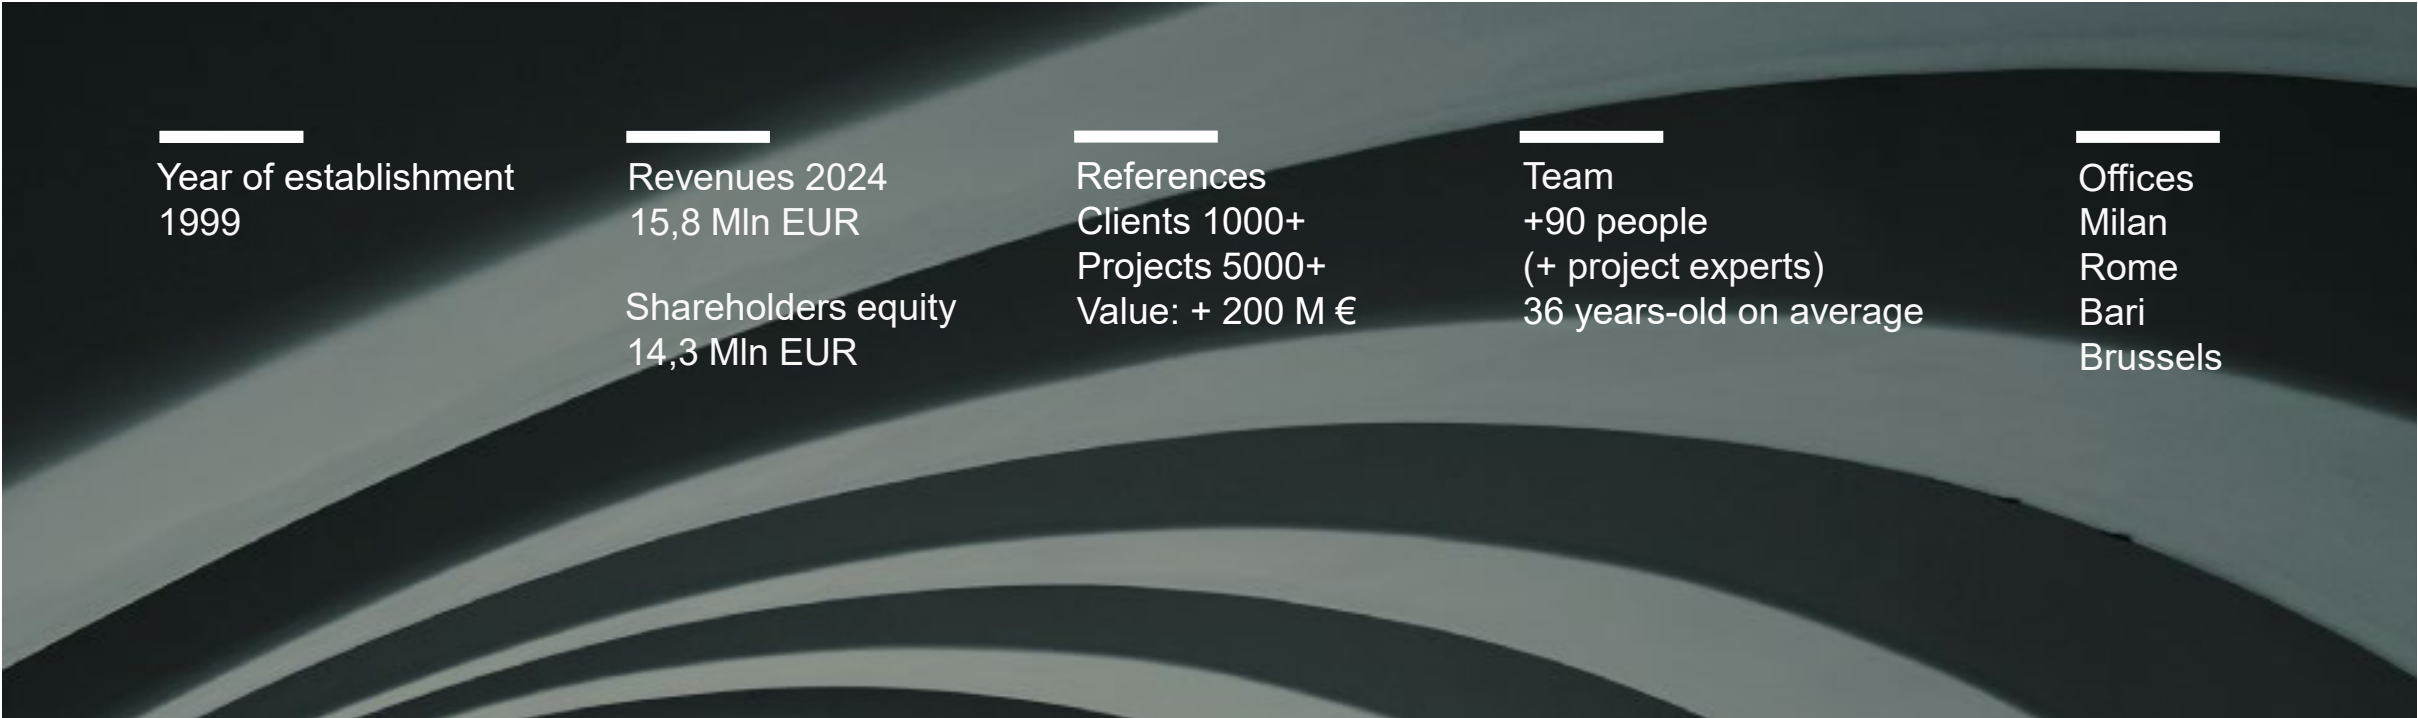 Year of establishment
1999
Revenues 2024
15,8 Mln EUR
Shareholders equity
14,3 Mln EUR
References
Clients 1000+
Projects 5000+
Value: + 200 M €
Team
+90 people
(+ project experts)
36 years-old on average
Offices
Milan
Rome
Bari
Brussels